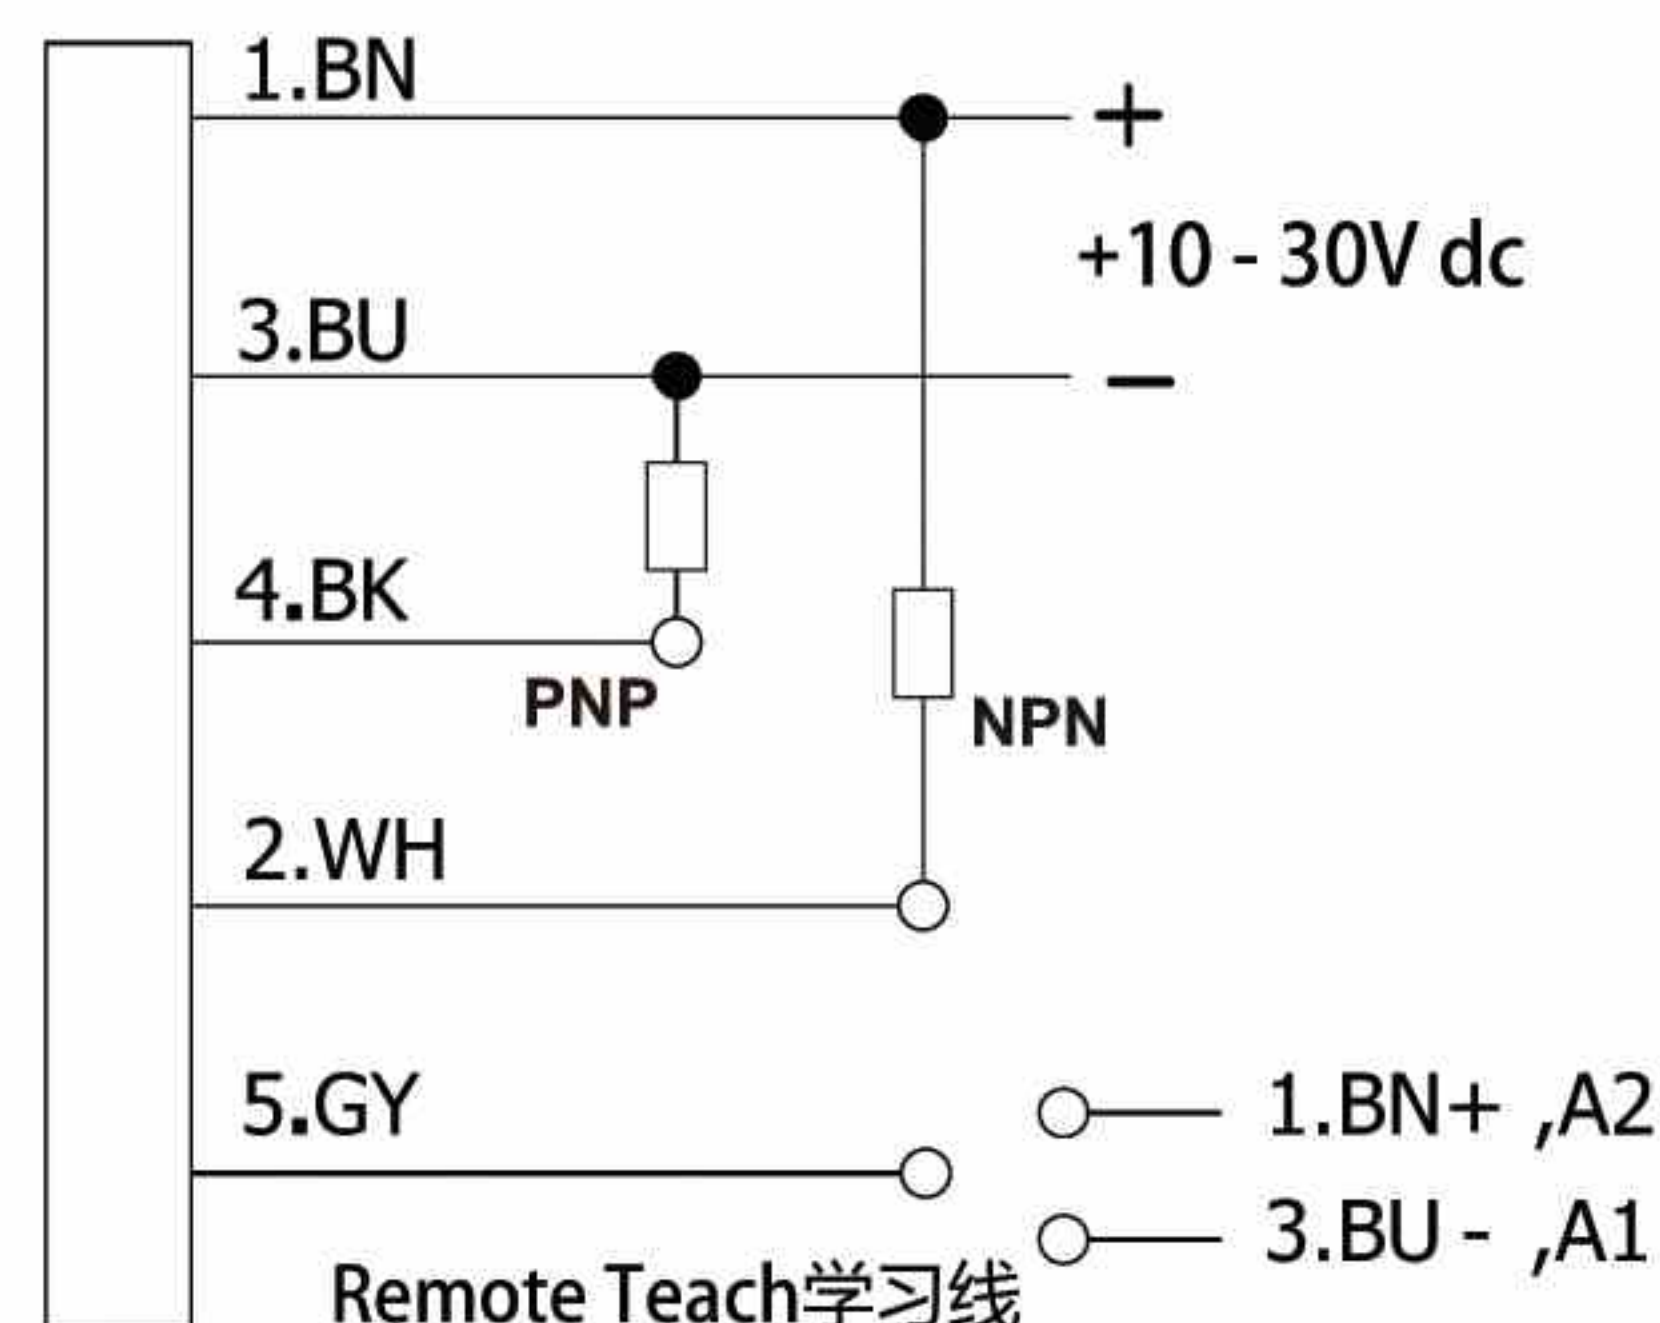 1.BN
+
+10 - 30V dc
3.BU
−
4.BK
PNP
NPN
2.WH
5.GY
1.BN+ ,A2
3.BU - ,A1
Remote Teach学习线